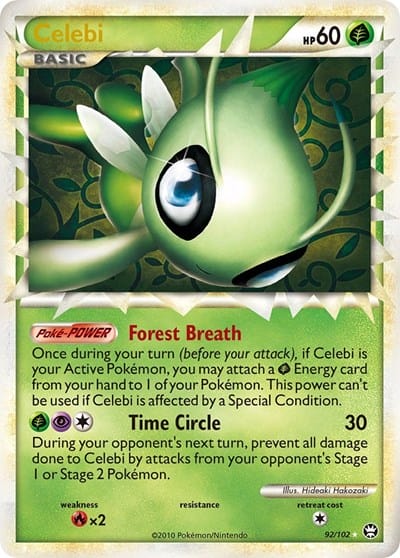 Celebi HP60
BASIC
Poké-POWER Forest Breath
Once during your turn (before your attack), if Celebi is
your Active Pokémon, you may attach a Energy card
from your hand to 1 of your Pokémon. This power can't
be used if Celebi is affected by a Special Condition.
Time Circle 30
During your opponent's next turn, prevent all damage
done to Celebi by attacks from your opponent's Stage
1 or Stage 2 Pokémon.
Illus. Hideaki Hakozaki
weakness resistance retreat cost
×2
©2010 Pokémon/Nintendo 92/102